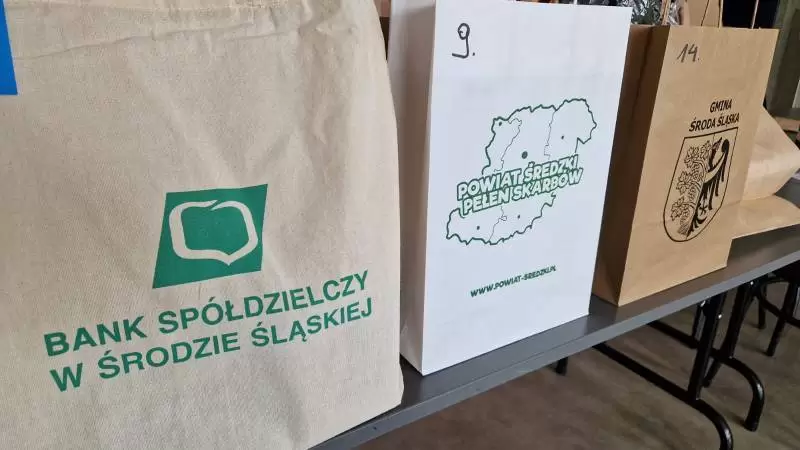 BANK SPÓŁDZIELCZY
W ŚRODZIE ŚLĄSKIEJ
9.
POWIAT ŚREDZKI
PEŁEN SKARBÓW
WWW.POWIAT-SREDZKI.PL
14.
GMINA
ŚRODA ŚLĄSKA